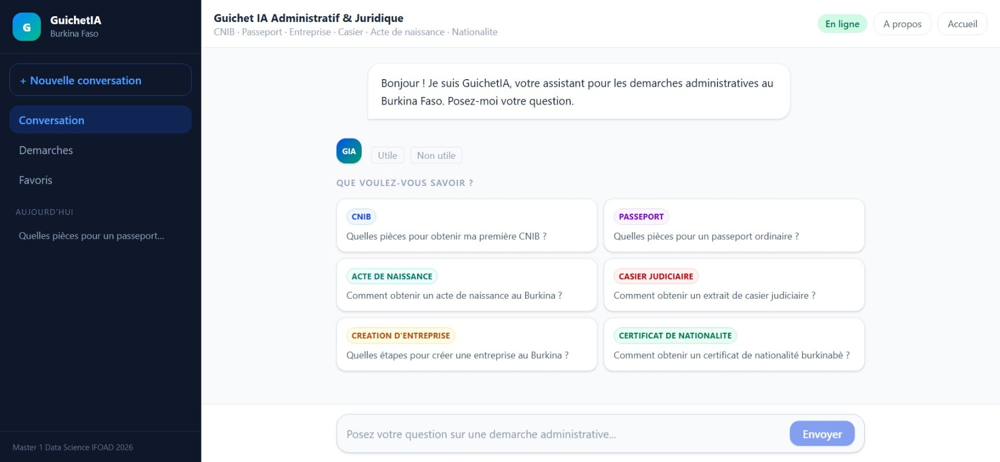 G
GuichetIA
Burkina Faso
+ Nouvelle conversation
Conversation
Demarches
Favoris
AUJOURD'HUI
Quelles pièces pour un passeport...
Master 1 Data Science IFOAD 2026
Guichet IA Administratif & Juridique
CNIB · Passeport · Entreprise · Casier · Acte de naissance · Nationalite
En ligne
A propos
Accueil
Bonjour ! Je suis GuichetIA, votre assistant pour les demarches administratives au
Burkina Faso. Posez-moi votre question.
GIA
Utile
Non utile
QUE VOULEZ-VOUS SAVOIR ?
CNIB
Quelles pièces pour obtenir ma première CNIB ?
PASSEPORT
Quelles pièces pour un passeport ordinaire ?
ACTE DE NAISSANCE
Comment obtenir un acte de naissance au Burkina ?
CASIER JUDICIAIRE
Comment obtenir un extrait de casier judiciaire ?
CREATION D'ENTREPRISE
Quelles étapes pour créer une entreprise au Burkina ?
CERTIFICAT DE NATIONALITE
Comment obtenir un certificat de nationalité burkinabè ?
Posez votre question sur une demarche administrative...
Envoyer